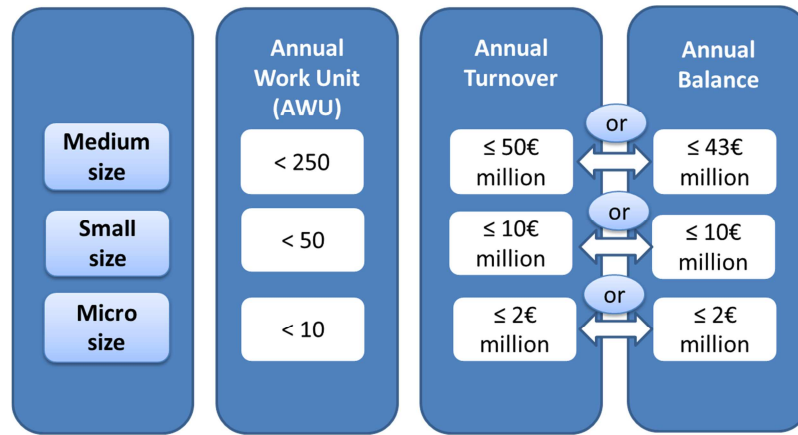 Annual
Work Unit
(AWU)
Annual
Turnover
Annual
Balance
or
Medium
size
< 250
≤ 50€
million
≤ 43€
million
or
Small
size
< 50
≤ 10€
million
≤ 10€
million
or
Micro
size
< 10
≤ 2€
million
≤ 2€
million